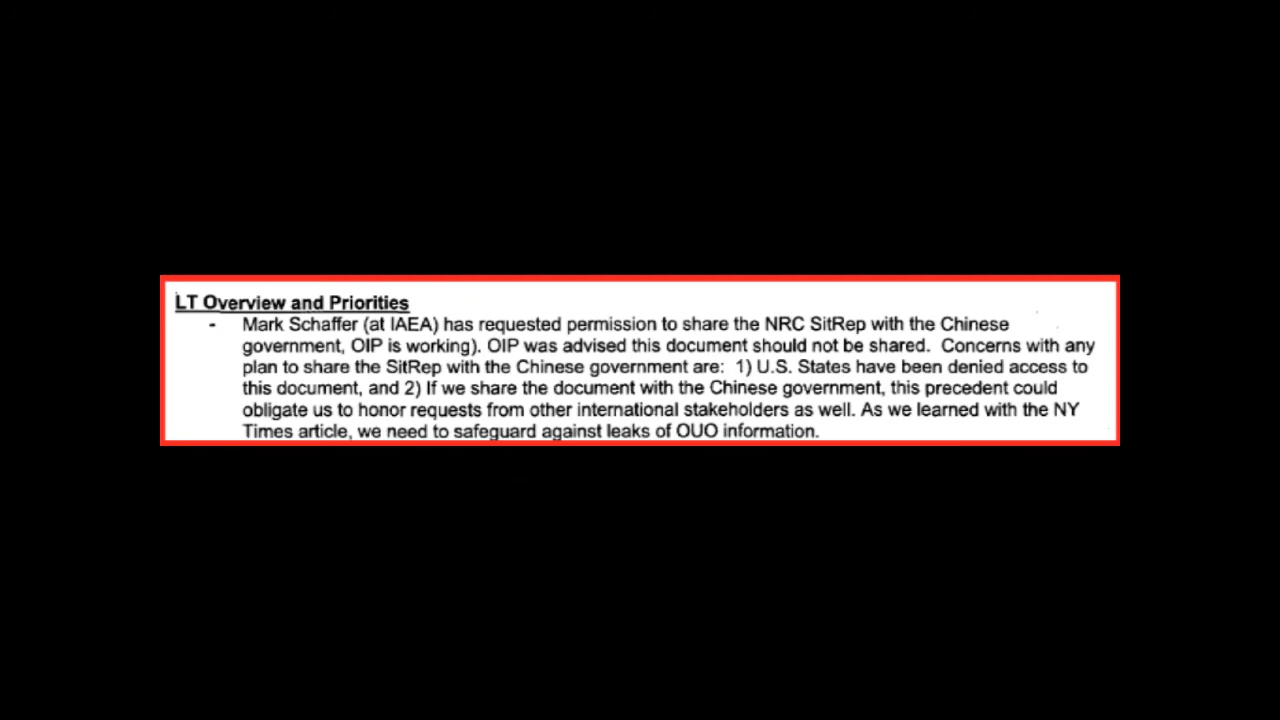 LT Overview and Priorities
- Mark Schaffer (at IAEA) has requested permission to share the NRC SitRep with the Chinese
government, OIP is working). OIP was advised this document should not be shared. Concerns with any
plan to share the SitRep with the Chinese government are: 1) U.S. States have been denied access to
this document, and 2) If we share the document with the Chinese government, this precedent could
obligate us to honor requests from other international stakeholders as well. As we learned with the NY
Times article, we need to safeguard against leaks of OUO information.